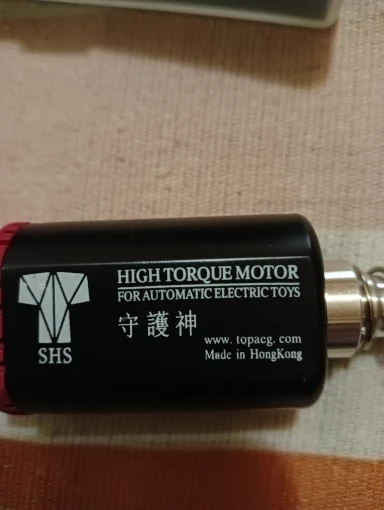 HIGH TORQUE MOTOR
FOR AUTOMATIC ELECTRIC TOYS
守護神
www.topacg.com
Made in HongKong
SHS